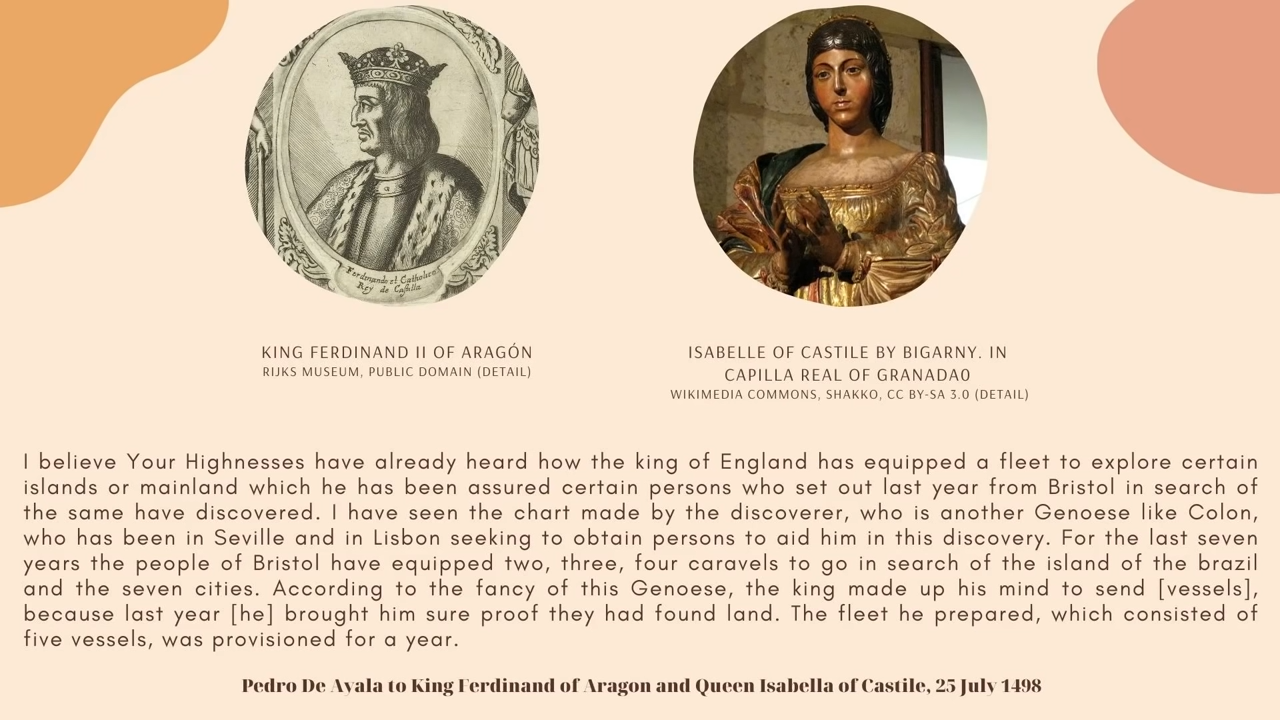 Ferdinando el Catholico
Rey de Castilla
KING FERDINAND II OF ARAGÓN
RIJKS MUSEUM, PUBLIC DOMAIN (DETAIL)
ISABELLE OF CASTILE BY BIGARNY. IN
CAPILLA REAL OF GRANADA0
WIKIMEDIA COMMONS, SHAKKO, CC BY-SA 3.0 (DETAIL)
I believe Your Highnesses have already heard how the king of England has equipped a fleet to explore certain
islands or mainland which he has been assured certain persons who set out last year from Bristol in search of
the same have discovered. I have seen the chart made by the discoverer, who is another Genoese like Colon,
who has been in Seville and in Lisbon seeking to obtain persons to aid him in this discovery. For the last seven
years the people of Bristol have equipped two, three, four caravels to go in search of the island of the brazil
and the seven cities. According to the fancy of this Genoese, the king made up his mind to send [vessels],
because last year [he] brought him sure proof they had found land. The fleet he prepared, which consisted of
five vessels, was provisioned for a year.
Pedro De Ayala to King Ferdinand of Aragon and Queen Isabella of Castile, 25 July 1498